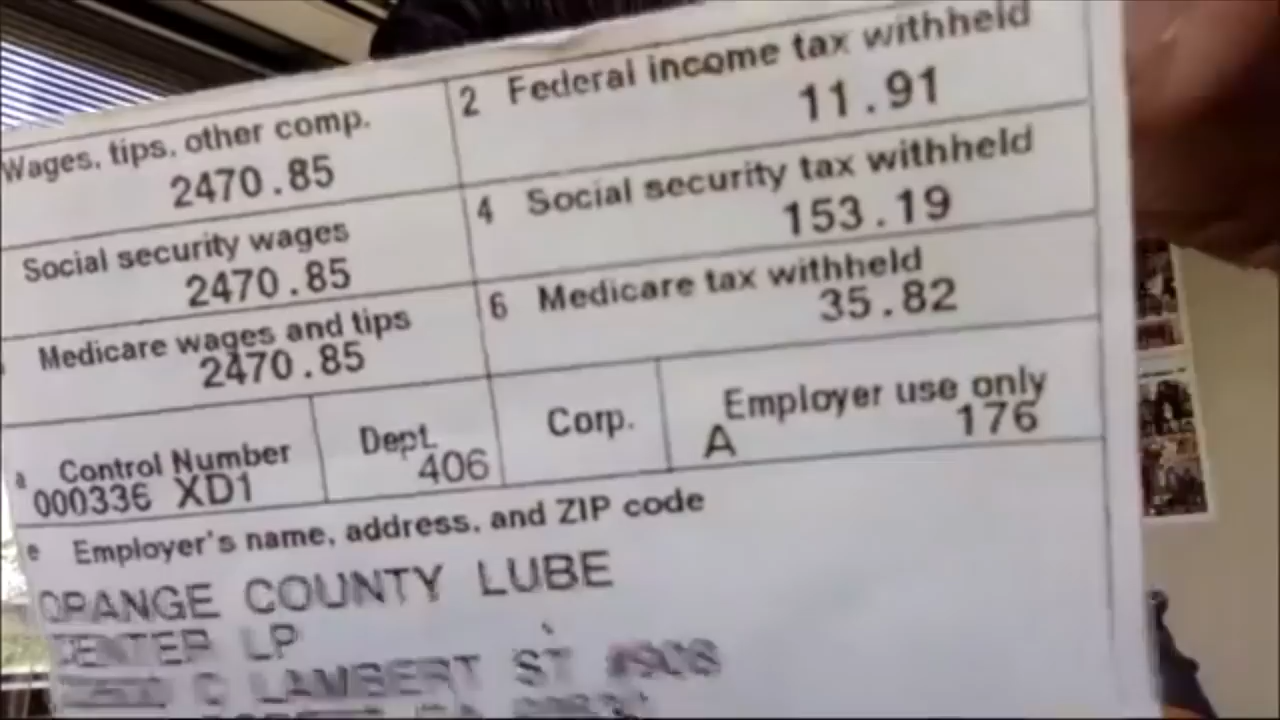 2 Federal income tax withheld
11.91
Wages, tips, other comp.
2470.85
4 Social security tax withheld
153.19
Social security wages
2470.85
6 Medicare tax withheld
35.82
Medicare wages and tips
2470.85
a Control Number
000336 XD1
Dept.
406
Corp.
Employer use only
A 176
e Employer's name, address, and ZIP code
ORANGE COUNTY LUBE
CENTER LP
C LAMBERT ST